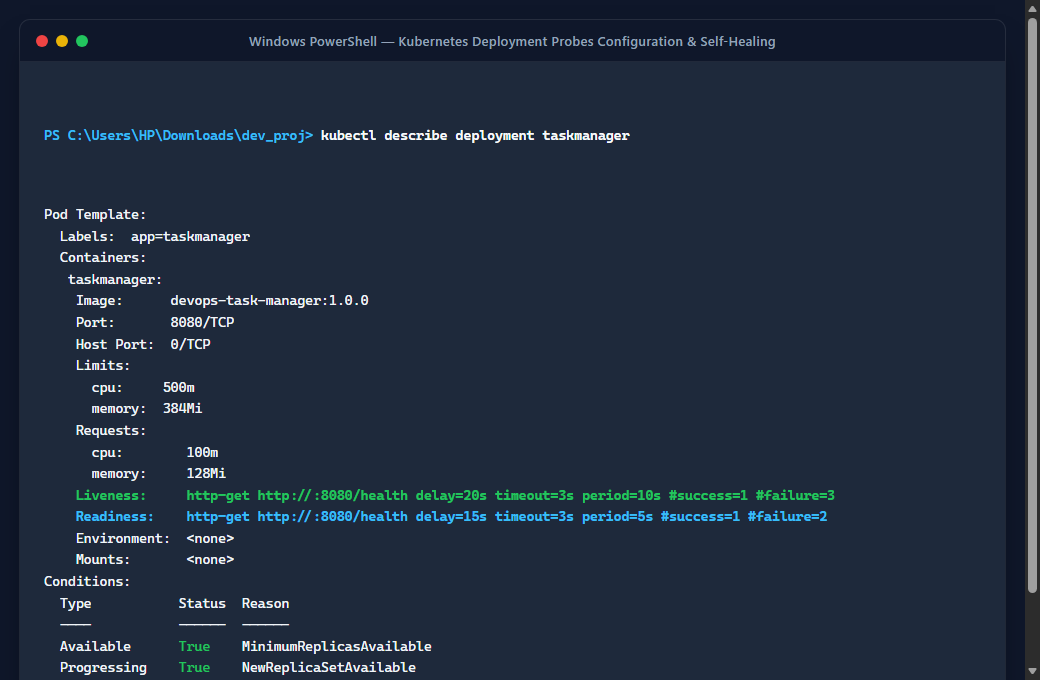 Windows PowerShell — Kubernetes Deployment Probes Configuration & Self-Healing
PS C:\Users\HP\Downloads\dev_proj> kubectl describe deployment taskmanager
Pod Template:
  Labels:  app=taskmanager
  Containers:
   taskmanager:
    Image:      devops-task-manager:1.0.0
    Port:       8080/TCP
    Host Port:  0/TCP
    Limits:
      cpu:     500m
      memory:  384Mi
    Requests:
      cpu:        100m
      memory:     128Mi
    Liveness:     http-get http://:8080/health delay=20s timeout=3s period=10s #success=1 #failure=3
    Readiness:    http-get http://:8080/health delay=15s timeout=3s period=5s #success=1 #failure=2
    Environment:  <none>
    Mounts:       <none>
Conditions:
  Type           Status  Reason
  ----           ------  ------
  Available      True    MinimumReplicasAvailable
  Progressing    True    NewReplicaSetAvailable